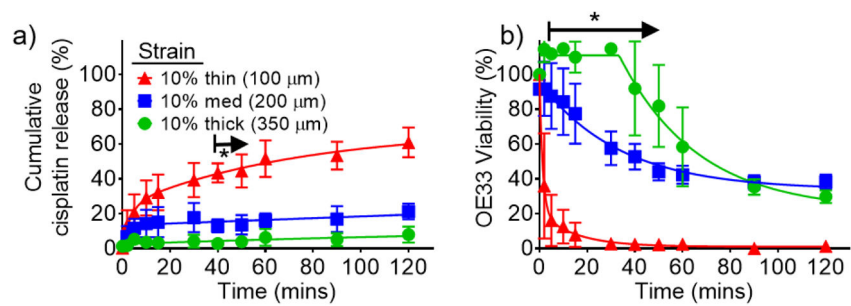 a)
Cumulative
cisplatin release (%)
100
80
60
40
20
0
Strain
10% thin (100 μm)
10% med (200 μm)
10% thick (350 μm)
*
20 40 60 80 100 120
Time (mins)
b)
OE33 Viability (%)
100
80
60
40
20
0
*
0 20 40 60 80 100 120
Time (mins)